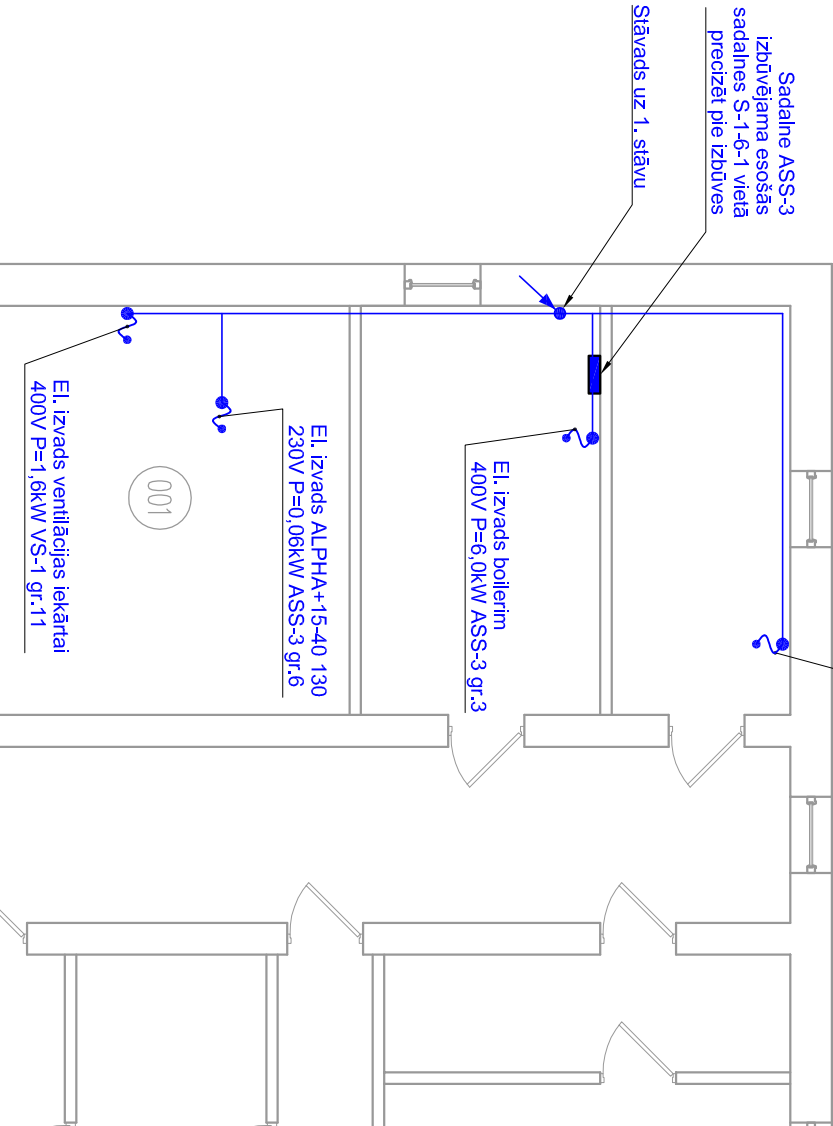 Sadalne ASS-3
izbūvējama esošās
sadalnes S-1-6-1 vietā
precizēt pie izbūves
Stāvads uz 1. stāvu
El. izvads boilerim
400V P=6,0kW ASS-3 gr.3
El. izvads ALPHA+15-40 130
230V P=0,06kW ASS-3 gr.6
001
El. izvads ventilācijas iekārtai
400V P=1,6kW VS-1 gr.11